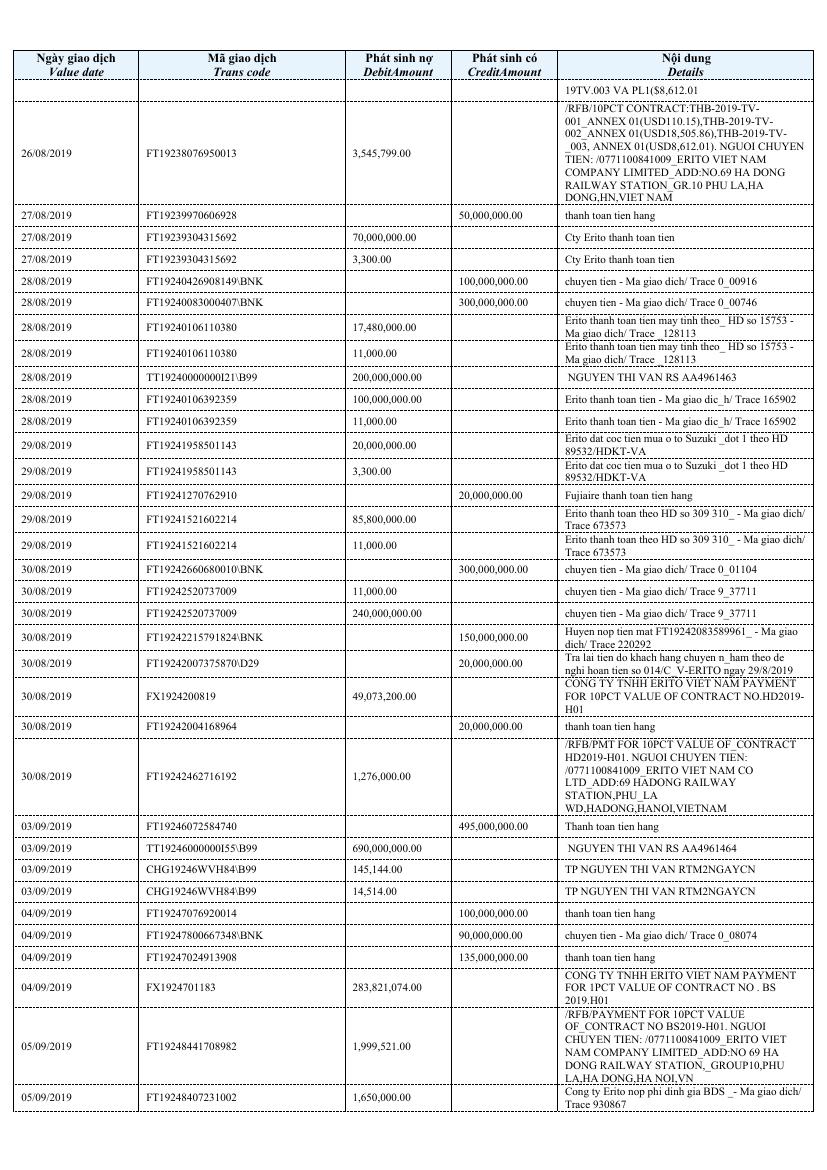 Ngày giao dịch Mã giao dịch Phát sinh nợ Phát sinh có Nội dung
Value date Trans code DebitAmount CreditAmount Details
19TV.003 VA PL1($8,612.01
/RFB/10PCT CONTRACT:THB-2019-TV-
001_ANNEX 01(USD110.15),THB-2019-TV-
002_ANNEX 01(USD18,505.86),THB-2019-TV-
_003, ANNEX 01(USD8,612.01). NGUOI CHUYEN
26/08/2019 FT19238076950013 3,545,799.00 TIEN: /0771100841009_ERITO VIET NAM
COMPANY LIMITED_ADD:NO.69 HA DONG
RAILWAY STATION_GR.10 PHU LA,HA
DONG,HN,VIET NAM
27/08/2019 FT19239970606928 50,000,000.00 thanh toan tien hang
27/08/2019 FT19239304315692 70,000,000.00 Cty Erito thanh toan tien
27/08/2019 FT19239304315692 3,300.00 Cty Erito thanh toan tien
28/08/2019 FT19240426908149\BNK 100,000,000.00 chuyen tien - Ma giao dich/ Trace 0_00916
28/08/2019 FT19240083000407\BNK 300,000,000.00 chuyen tien - Ma giao dich/ Trace 0_00746
28/08/2019 FT19240106110380 17,480,000.00 Erito thanh toan tien may tinh theo_ HD so 15753 -
Ma giao dich/ Trace _128113
28/08/2019 FT19240106110380 11,000.00 Erito thanh toan tien may tinh theo_ HD so 15753 -
Ma giao dich/ Trace _128113
28/08/2019 TT19240000000I21\B99 200,000,000.00 NGUYEN THI VAN RS AA4961463
28/08/2019 FT19240106392359 100,000,000.00 Erito thanh toan tien - Ma giao dic_h/ Trace 165902
28/08/2019 FT19240106392359 11,000.00 Erito thanh toan tien - Ma giao dic_h/ Trace 165902
29/08/2019 FT19241958501143 20,000,000.00 Erito dat coc tien mua o to Suzuki _dot 1 theo HD
89532/HDKT-VA
29/08/2019 FT19241958501143 3,300.00 Erito dat coc tien mua o to Suzuki _dot 1 theo HD
89532/HDKT-VA
29/08/2019 FT19241270762910 20,000,000.00 Fujiaire thanh toan tien hang
29/08/2019 FT19241521602214 85,800,000.00 Erito thanh toan theo HD so 309 310_ - Ma giao dich/
Trace 673573
29/08/2019 FT19241521602214 11,000.00 Erito thanh toan theo HD so 309 310_ - Ma giao dich/
Trace 673573
30/08/2019 FT19242660680010\BNK 300,000,000.00 chuyen tien - Ma giao dich/ Trace 0_01104
30/08/2019 FT19242520737009 11,000.00 chuyen tien - Ma giao dich/ Trace 9_37711
30/08/2019 FT19242520737009 240,000,000.00 chuyen tien - Ma giao dich/ Trace 9_37711
30/08/2019 FT19242215791824\BNK 150,000,000.00 Huyen nop tien mat FT19242083589961_ - Ma giao
dich/ Trace 220292
30/08/2019 FT19242007375870\D29 20,000,000.00 Tra lai tien do khach hang chuyen n_ham theo de
nghi hoan tien so 014/C_V-ERITO ngay 29/8/2019
CONG TY TNHH ERITO VIET NAM PAYMENT
30/08/2019 FX1924200819 49,073,200.00 FOR 10PCT VALUE OF CONTRACT NO.HD2019-
H01
30/08/2019 FT19242004168964 20,000,000.00 thanh toan tien hang
/RFB/PMT FOR 10PCT VALUE OF_CONTRACT
HD2019-H01. NGUOI CHUYEN TIEN:
30/08/2019 FT19242462716192 1,276,000.00 /0771100841009_ERITO VIET NAM CO
LTD_ADD:69 HADONG RAILWAY
STATION,PHU_LA
WD,HADONG,HANOI,VIETNAM
03/09/2019 FT19246072584740 495,000,000.00 Thanh toan tien hang
03/09/2019 TT19246000000I55\B99 690,000,000.00 NGUYEN THI VAN RS AA4961464
03/09/2019 CHG19246WVH84\B99 145,144.00 TP NGUYEN THI VAN RTM2NGAYCN
03/09/2019 CHG19246WVH84\B99 14,514.00 TP NGUYEN THI VAN RTM2NGAYCN
04/09/2019 FT19247076920014 100,000,000.00 thanh toan tien hang
04/09/2019 FT19247800667348\BNK 90,000,000.00 chuyen tien - Ma giao dich/ Trace 0_08074
04/09/2019 FT19247024913908 135,000,000.00 thanh toan tien hang
CONG TY TNHH ERITO VIET NAM PAYMENT
04/09/2019 FX1924701183 283,821,074.00 FOR 1PCT VALUE OF CONTRACT NO . BS
2019.H01
/RFB/PAYMENT FOR 10PCT VALUE
OF_CONTRACT NO BS2019-H01. NGUOI
05/09/2019 FT19248441708982 1,999,521.00 CHUYEN TIEN: /0771100841009_ERITO VIET
NAM COMPANY LIMITED_ADD:NO 69 HA
DONG RAILWAY STATION,_GROUP10,PHU
LA,HA DONG,HA NOI,VN
05/09/2019 FT19248407231002 1,650,000.00 Cong ty Erito nop phi dinh gia BDS _- Ma giao dich/
Trace 930867